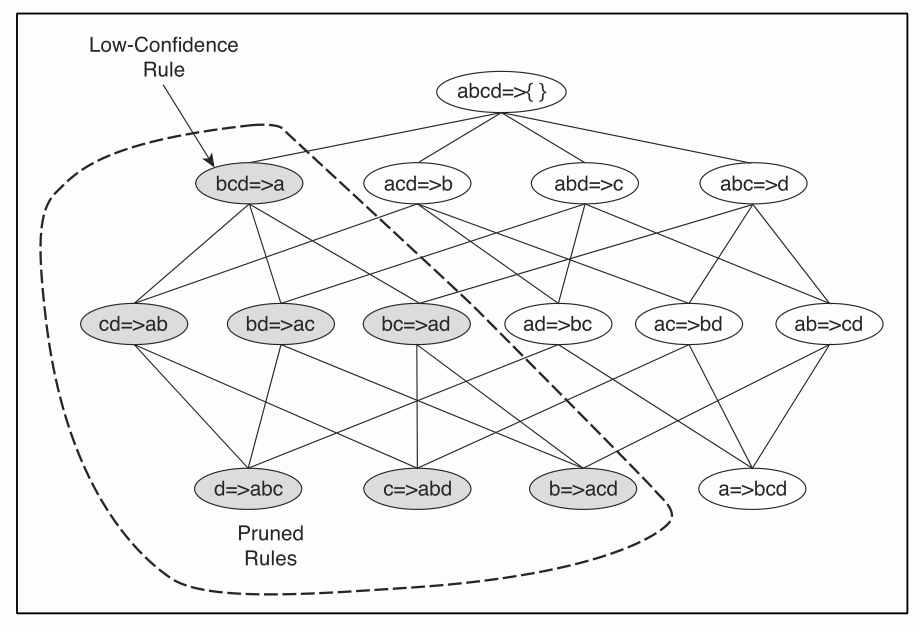 Low-Confidence
Rule
abcd=>{ }
bcd=>a
acd=>b
abd=>c
abc=>d
cd=>ab
bd=>ac
bc=>ad
ad=>bc
ac=>bd
ab=>cd
d=>abc
c=>abd
b=>acd
a=>bcd
Pruned
Rules